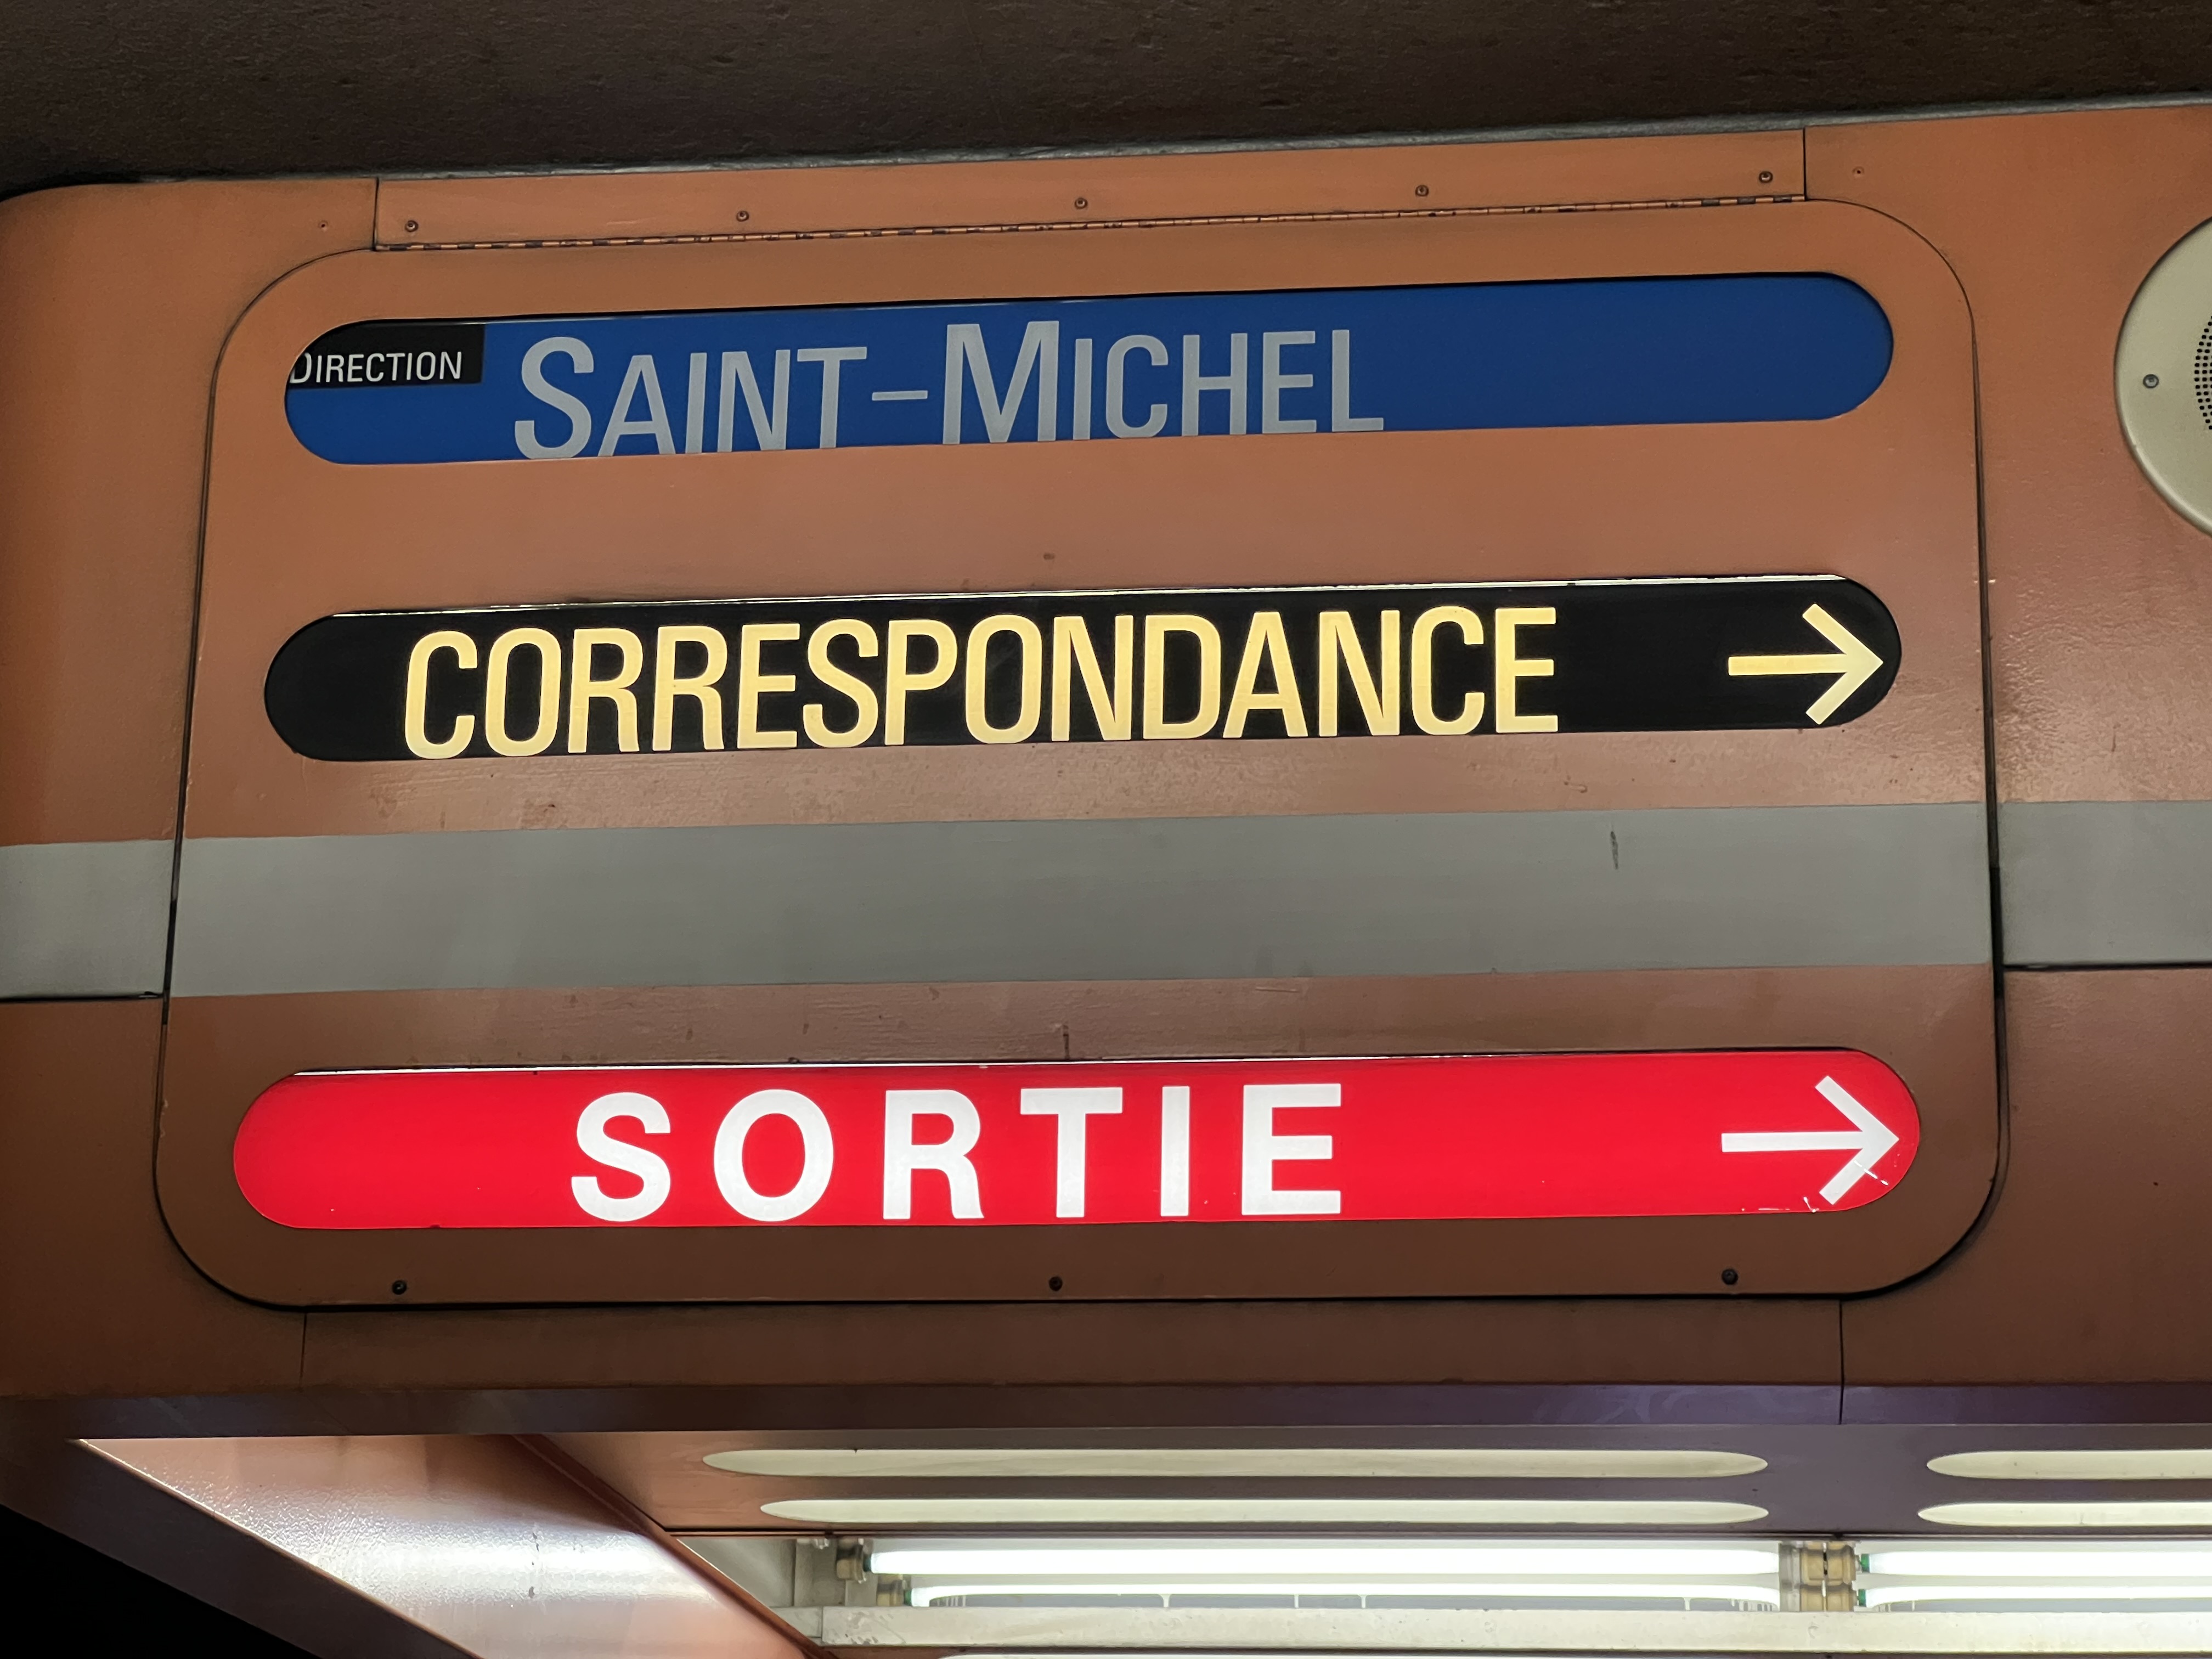 DIRECTION SAINT-MICHEL
CORRESPONDANCE →
SORTIE →